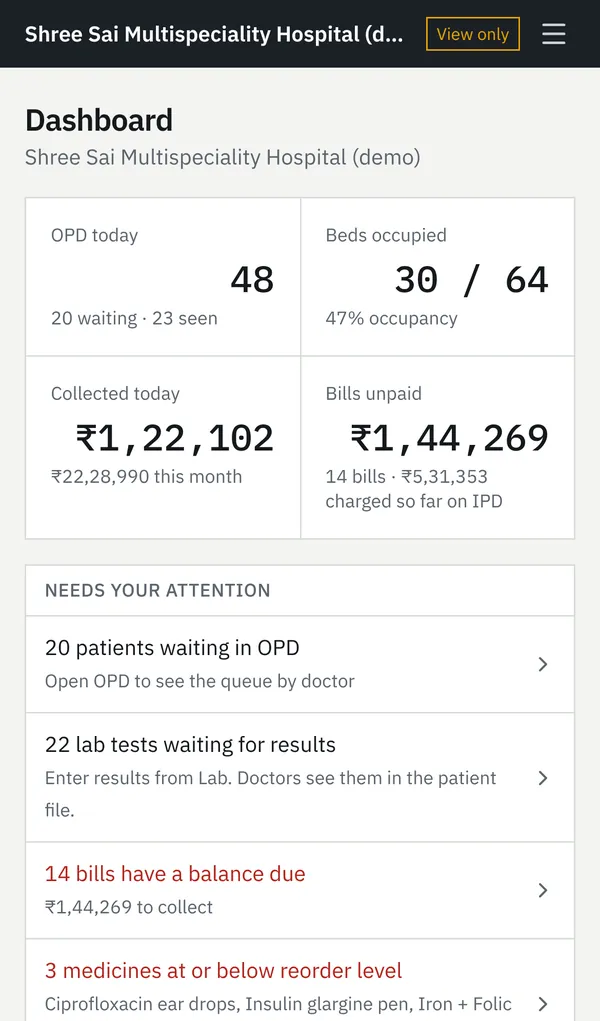 Shree Sai Multispeciality Hospital (d...
View only
Dashboard
Shree Sai Multispeciality Hospital (demo)
OPD today
48
20 waiting · 23 seen
Beds occupied
30 / 64
47% occupancy
Collected today
₹1,22,102
₹22,28,990 this month
Bills unpaid
₹1,44,269
14 bills · ₹5,31,353
charged so far on IPD
NEEDS YOUR ATTENTION
20 patients waiting in OPD
Open OPD to see the queue by doctor
22 lab tests waiting for results
Enter results from Lab. Doctors see them in the patient
file.
14 bills have a balance due
₹1,44,269 to collect
3 medicines at or below reorder level
Ciprofloxacin ear drops, Insulin glargine pen, Iron + Folic